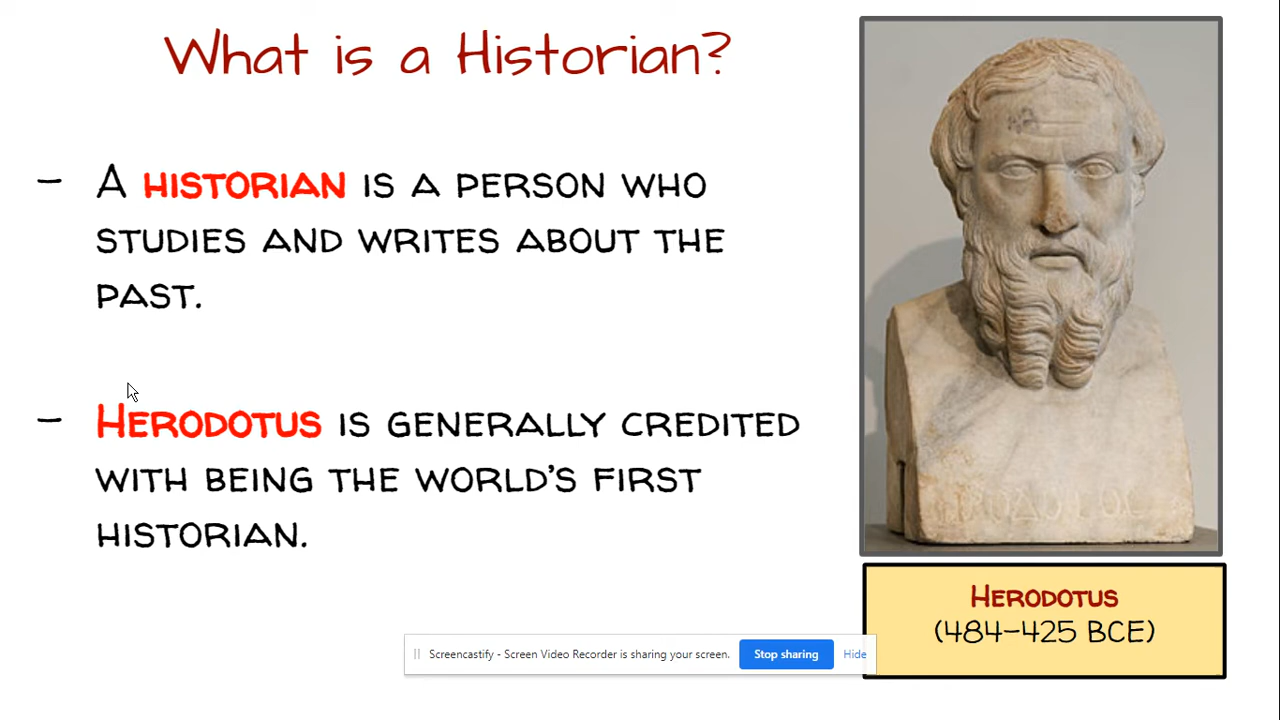 What is a Historian?
- A HISTORIAN IS A PERSON WHO
STUDIES AND WRITES ABOUT THE
PAST.
- HERODOTUS IS GENERALLY CREDITED
WITH BEING THE WORLD'S FIRST
HISTORIAN.
HERODOTUS
(484-425 BCE)
Screencastify - Screen Video Recorder is sharing your screen. Stop sharing Hide